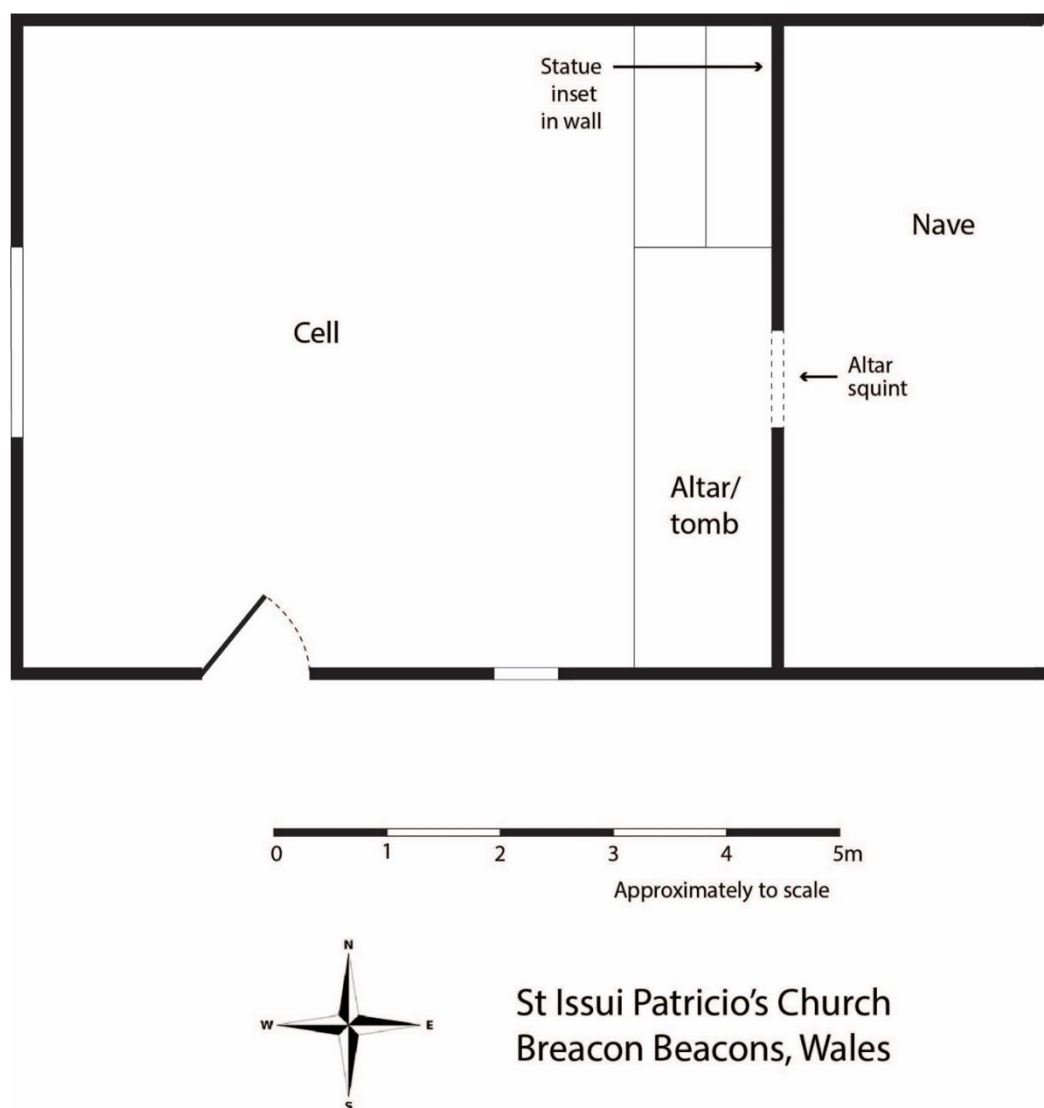 Statue
inset
in wall
Nave
Cell
Altar
squint
Altar/
tomb
0 1 2 3 4 5m
Approximately to scale
N
W E
S
St Issui Patricio's Church
Breacon Beacons, Wales